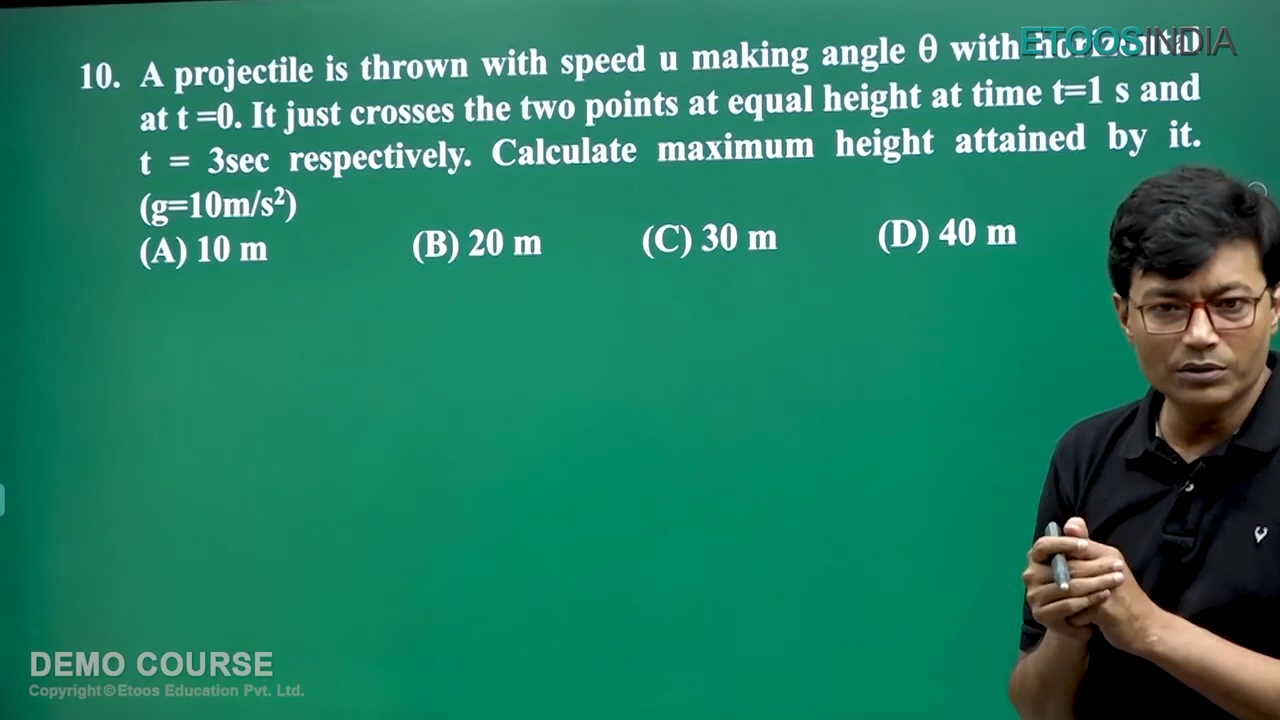 ETOOSINDIA
10. A projectile is thrown with speed u making angle θ with horizontal
at t =0. It just crosses the two points at equal height at time t=1 s and
t = 3sec respectively. Calculate maximum height attained by it.
(g=10m/s²)
(A) 10 m (B) 20 m (C) 30 m (D) 40 m
DEMO COURSE
Copyright © Etoos Education Pvt. Ltd.